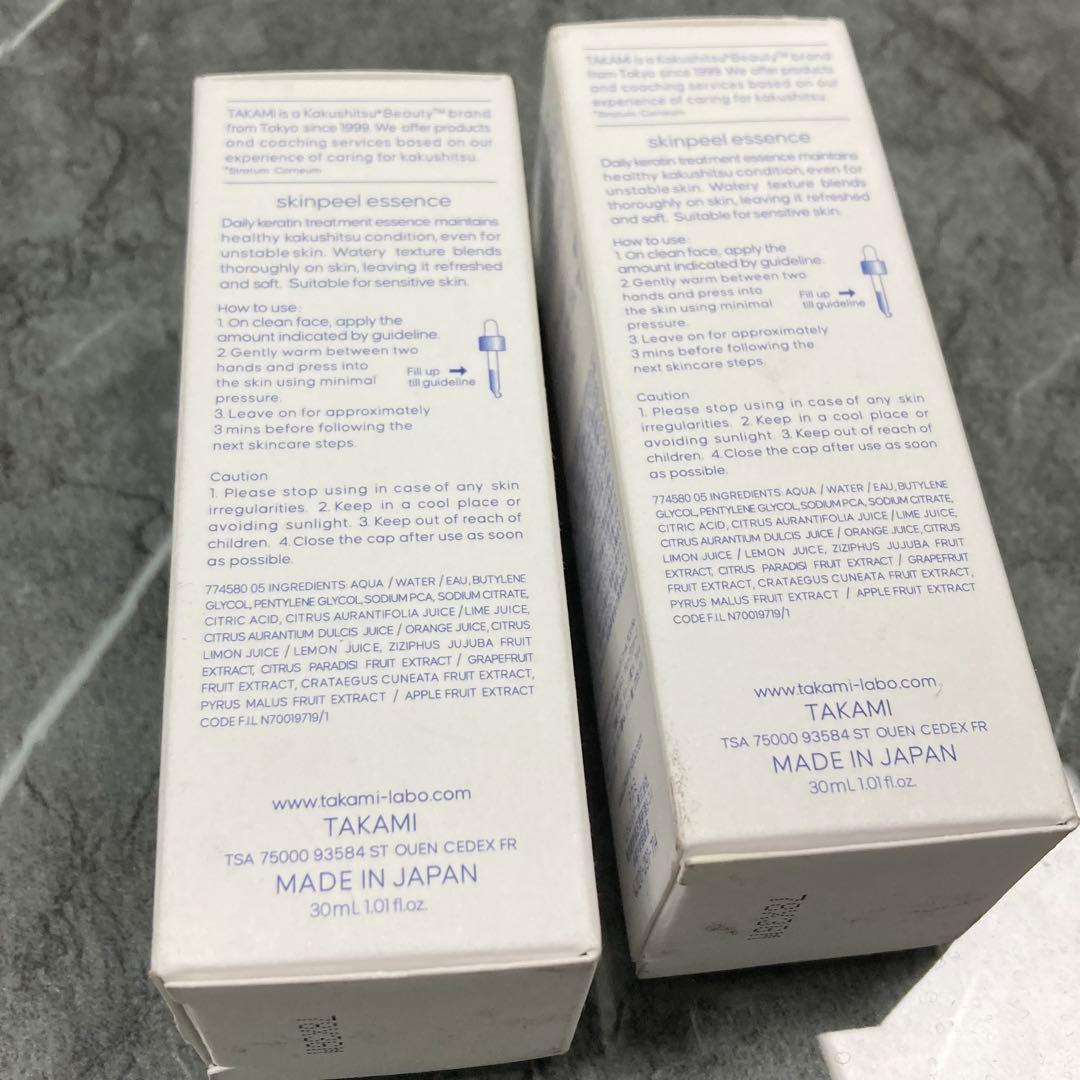 TAKAMI is a Kakushitsu*Beauty™ brand
from Tokyo since 1999. We offer products
and coaching services based on our
experience of caring for kakushitsu.
*Stratum Corneum
skinpeel essence
Daily keratin treatment essence maintains
healthy kakushitsu condition, even for
unstable skin. Watery texture blends
thoroughly on skin, leaving it refreshed
and soft. Suitable for sensitive skin.
How to use:
1. On clean face, apply the
amount indicated by guideline.
2. Gently warm between two
hands and press into
the skin using minimal
pressure.
3. Leave on for approximately
3 mins before following the
next skincare steps.
Fill up →
till guideline
Caution
1. Please stop using in case of any skin
irregularities. 2. Keep in a cool place or
avoiding sunlight. 3. Keep out of reach of
children. 4. Close the cap after use as soon
as possible.
774580 05 INGREDIENTS: AQUA / WATER / EAU, BUTYLENE
GLYCOL, PENTYLENE GLYCOL, SODIUM PCA, SODIUM CITRATE,
CITRIC ACID, CITRUS AURANTIFOLIA JUICE / LIME JUICE,
CITRUS AURANTIUM DULCIS JUICE / ORANGE JUICE, CITRUS
LIMON JUICE / LEMON JUICE, ZIZIPHUS JUJUBA FRUIT
EXTRACT, CITRUS PARADISI FRUIT EXTRACT / GRAPEFRUIT
FRUIT EXTRACT, CRATAEGUS CUNEATA FRUIT EXTRACT,
PYRUS MALUS FRUIT EXTRACT / APPLE FRUIT EXTRACT
CODE F.I.L N70019719/1
www.takami-labo.com
TAKAMI
TSA 75000 93584 ST OUEN CEDEX FR
MADE IN JAPAN
30mL 1.01 fl.oz.
TAKAMI is a Kakushitsu*Beauty™ brand
from Tokyo since 1999. We offer products
and coaching services based on our
experience of caring for kakushitsu.
*Stratum Corneum
skinpeel essence
Daily keratin treatment essence maintains
healthy kakushitsu condition, even for
unstable skin. Watery texture blends
thoroughly on skin, leaving it refreshed
and soft. Suitable for sensitive skin.
How to use:
1. On clean face, apply the
amount indicated by guideline.
2. Gently warm between two
hands and press into
the skin using minimal
pressure.
3. Leave on for approximately
3 mins before following the
next skincare steps.
Fill up →
till guideline
Caution
1. Please stop using in case of any skin
irregularities. 2. Keep in a cool place or
avoiding sunlight. 3. Keep out of reach of
children. 4. Close the cap after use as soon
as possible.
774580 05 INGREDIENTS: AQUA / WATER / EAU, BUTYLENE
GLYCOL, PENTYLENE GLYCOL, SODIUM PCA, SODIUM CITRATE,
CITRIC ACID, CITRUS AURANTIFOLIA JUICE / LIME JUICE,
CITRUS AURANTIUM DULCIS JUICE / ORANGE JUICE, CITRUS
LIMON JUICE / LEMON JUICE, ZIZIPHUS JUJUBA FRUIT
EXTRACT, CITRUS PARADISI FRUIT EXTRACT / GRAPEFRUIT
FRUIT EXTRACT, CRATAEGUS CUNEATA FRUIT EXTRACT,
PYRUS MALUS FRUIT EXTRACT / APPLE FRUIT EXTRACT
CODE F.I.L N70019719/1
www.takami-labo.com
TAKAMI
TSA 75000 93584 ST OUEN CEDEX FR
MADE IN JAPAN
30mL 1.01 fl.oz.